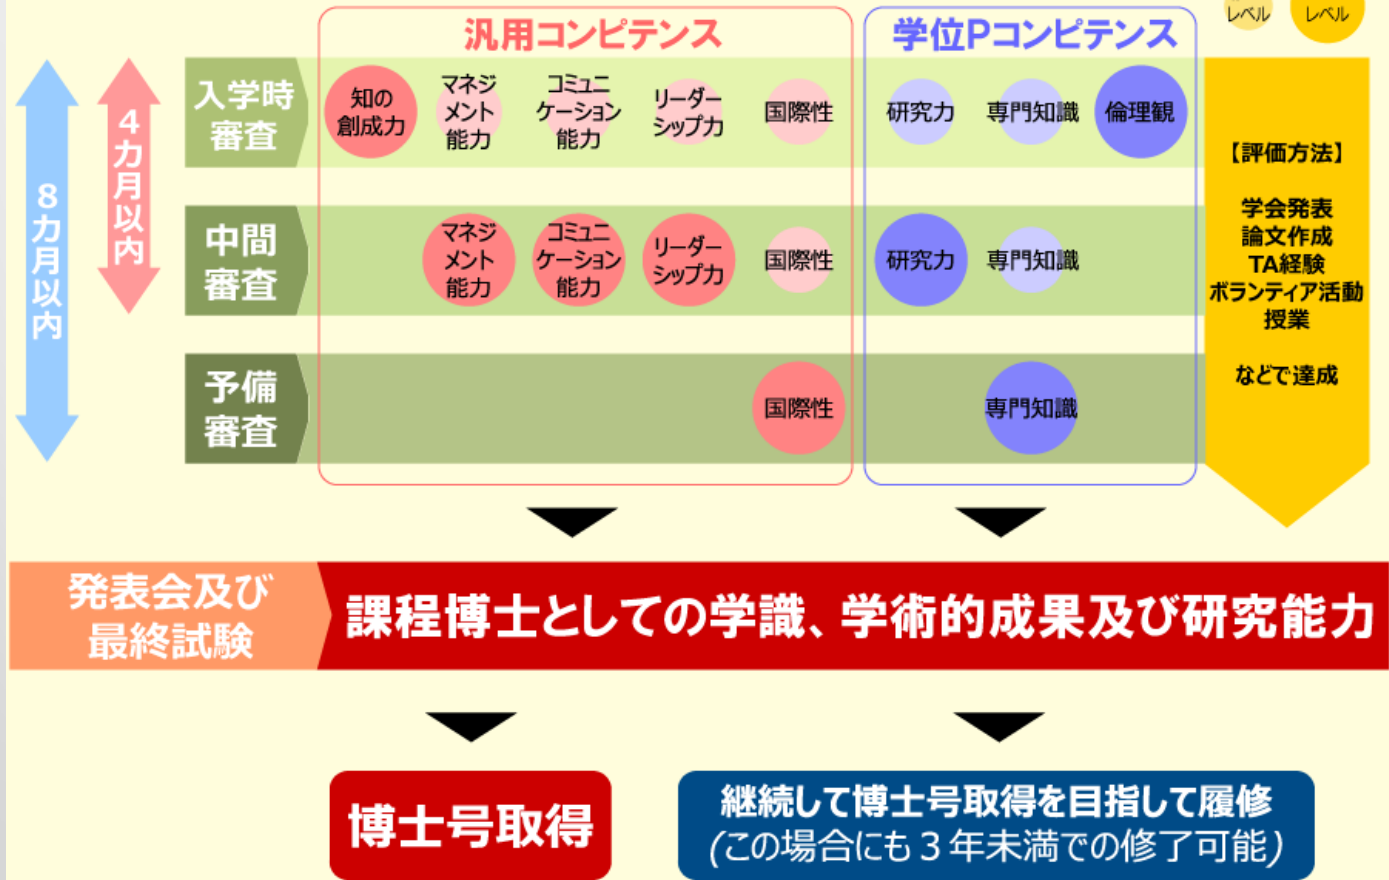 汎用コンピテンス
学位Pコンピテンス
レベル
レベル
8カ月以内
4カ月以内
入学時
審査
知の
創成力
マネジ
メント
能力
コミュニ
ケーション
能力
リーダー
シップ力
国際性
研究力
専門知識
倫理観
中間
審査
マネジ
メント
能力
コミュニ
ケーション
能力
リーダー
シップ力
国際性
研究力
専門知識
予備
審査
国際性
専門知識
【評価方法】
学会発表
論文作成
TA経験
ボランティア活動
授業
などで達成
発表会及び
最終試験
課程博士としての学識、学術的成果及び研究能力
博士号取得
継続して博士号取得を目指して履修
(この場合にも3年未満での修了可能)